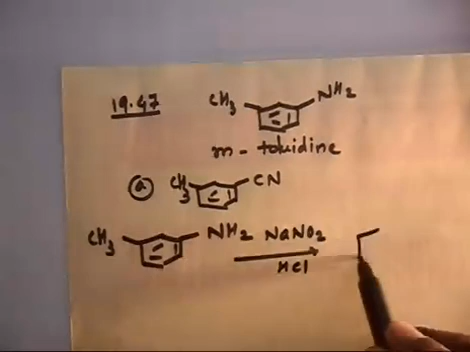 19.47
CH3 NH2
m - toluidine
a CH3 CN
CH3 NH2 NaNO2
HCl